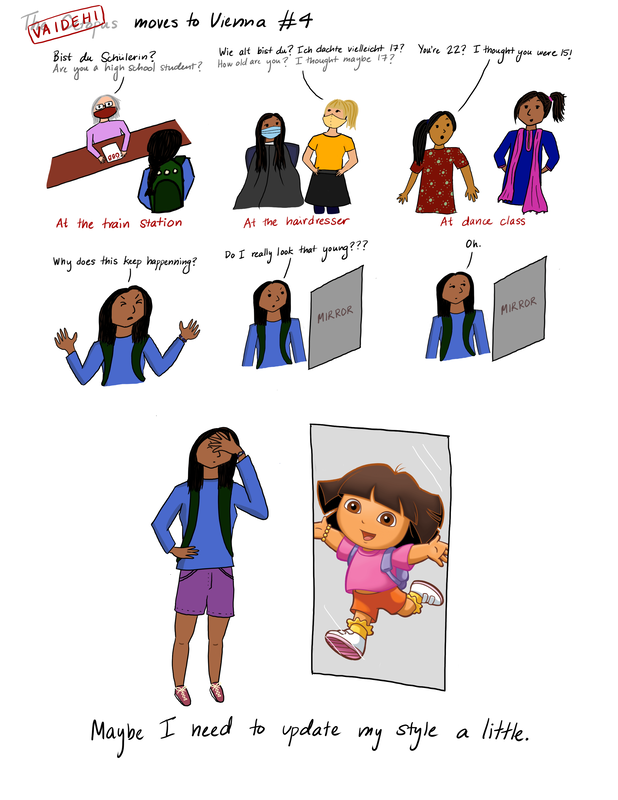 The Octopus
VAIDEHI
moves to Vienna #4
Bist du Schülerin?
Are you a high school student?
Wie alt bist du? Ich dachte vielleicht 17?
How old are you? I thought maybe 17?
You're 22? I thought you were 15!
At the train station
At the hairdresser
At dance class
Why does this keep happenning?
Do I really look that young???
MIRROR
Oh.
MIRROR
Maybe I need to update my style a little.